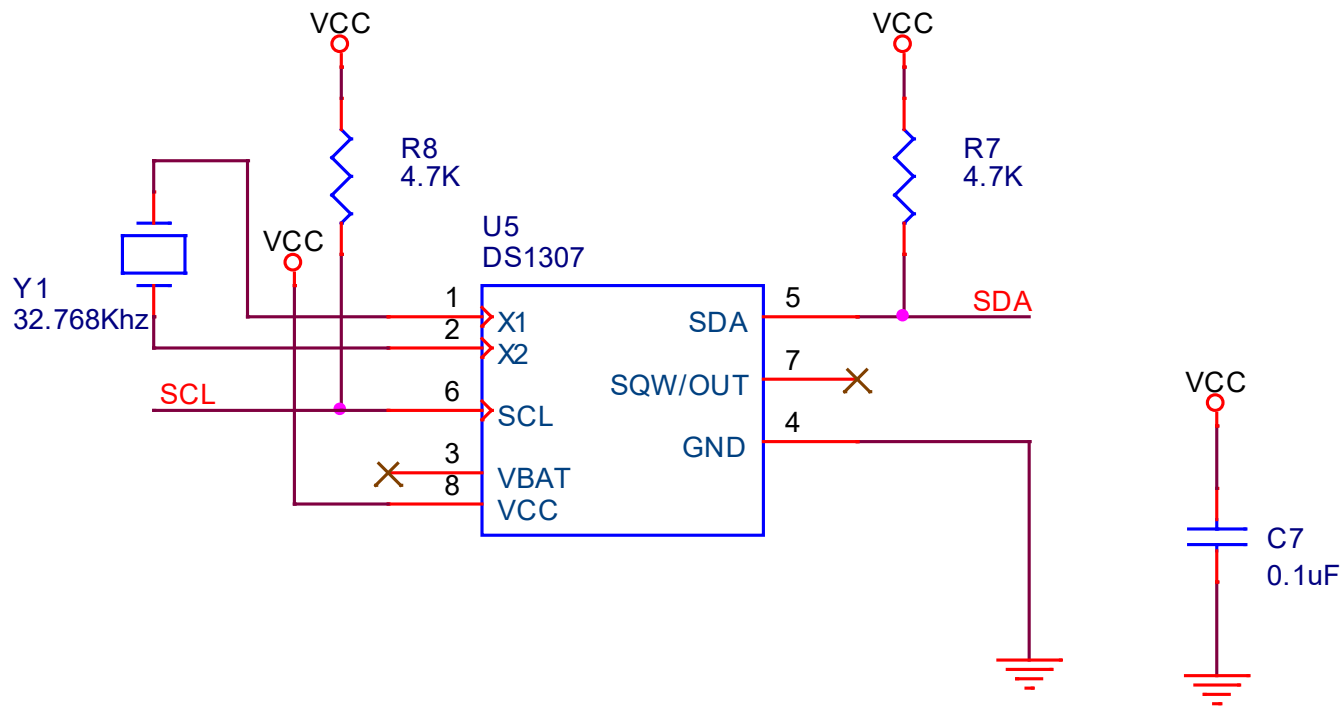 VCC
VCC
R8
4.7K
R7
4.7K
U5
DS1307
VCC
Y1
32.768Khz
1
X1
2
X2
SCL
6
SCL
3
VBAT
8
VCC
5
SDA
SDA
7
SQW/OUT
4
GND
VCC
C7
0.1uF